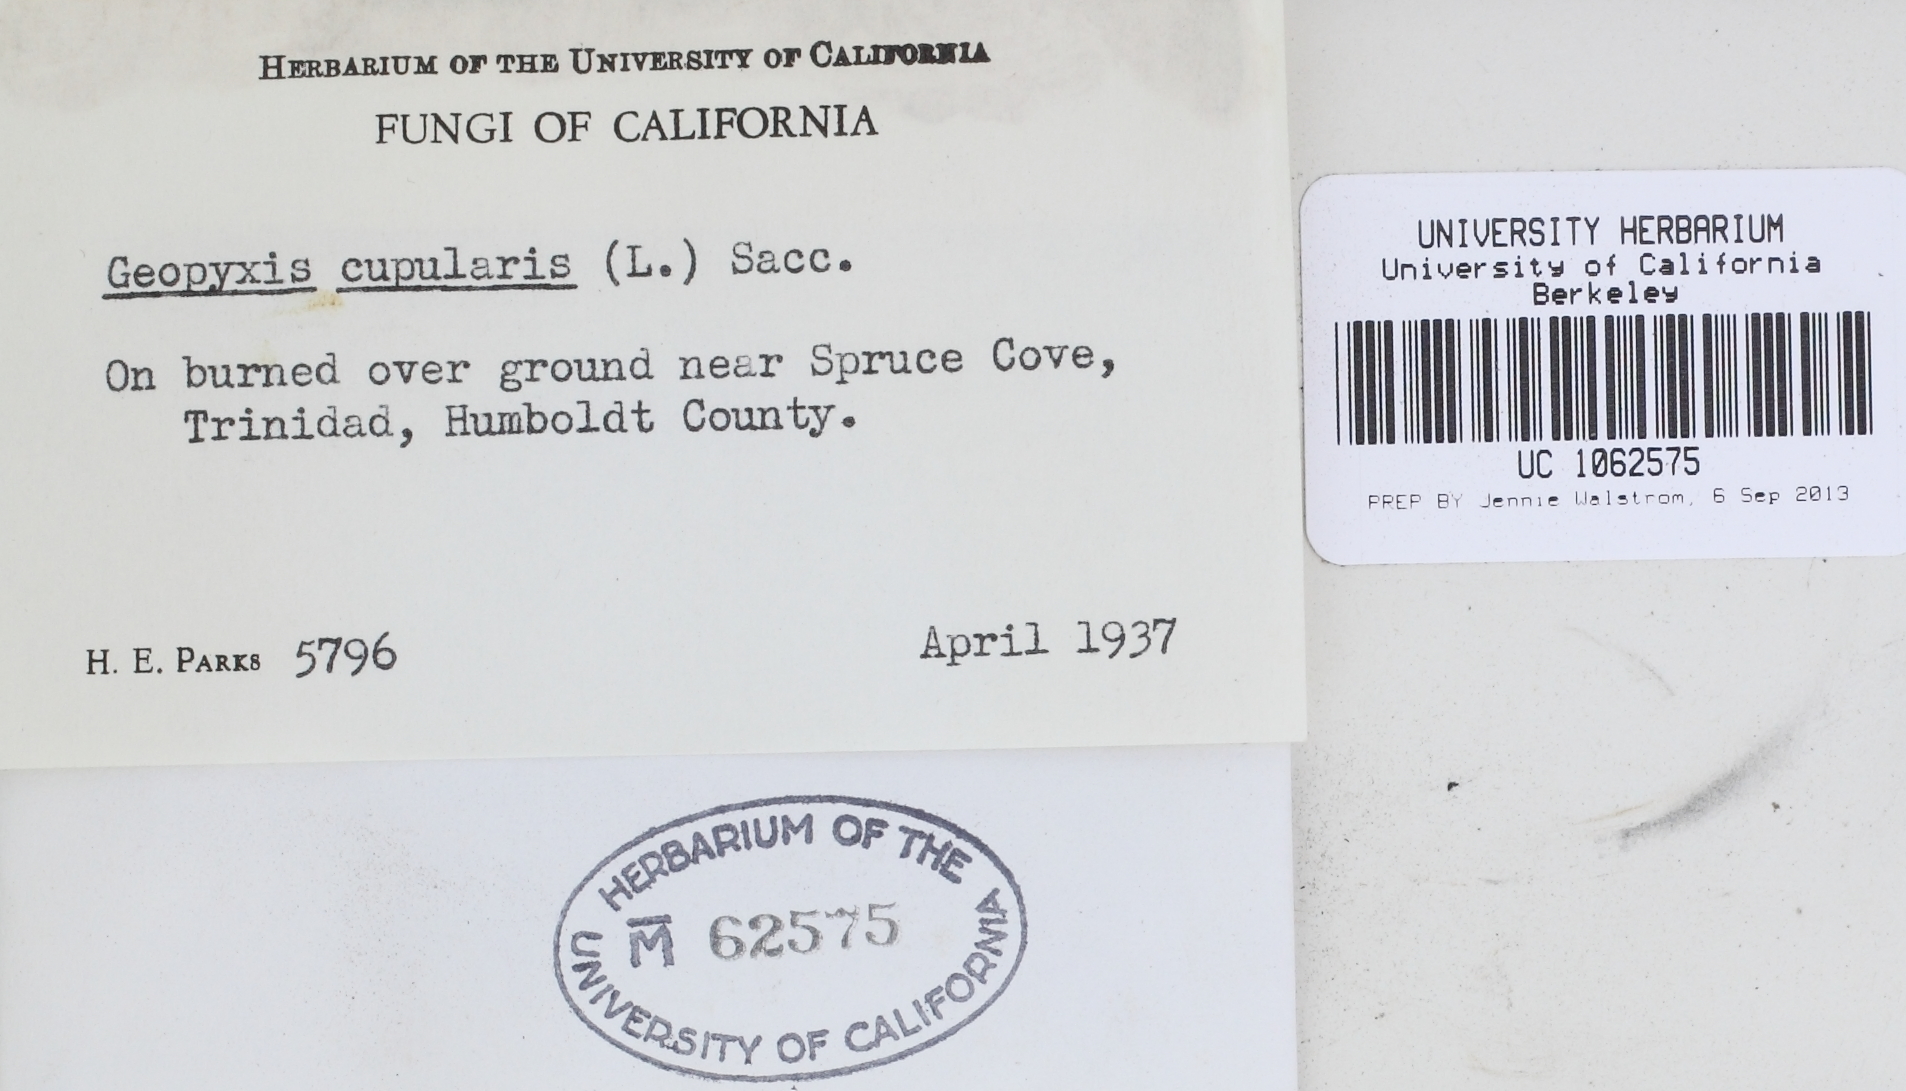 HERBARIUM OF THE UNIVERSITY OF CALIFORNIA
FUNGI OF CALIFORNIA
Geopyxis cupularis (L.) Sacc.
On burned over ground near Spruce Cove,
Trinidad, Humboldt County.
H. E. PARKS 5796
April 1937
UNIVERSITY HERBARIUM
University of California
Berkeley
UC 1062575
PREP BY Jennie Walstrom, 6 Sep 2013
HERBARIUM OF THE
M̅ 62575
UNIVERSITY OF CALIFORNIA